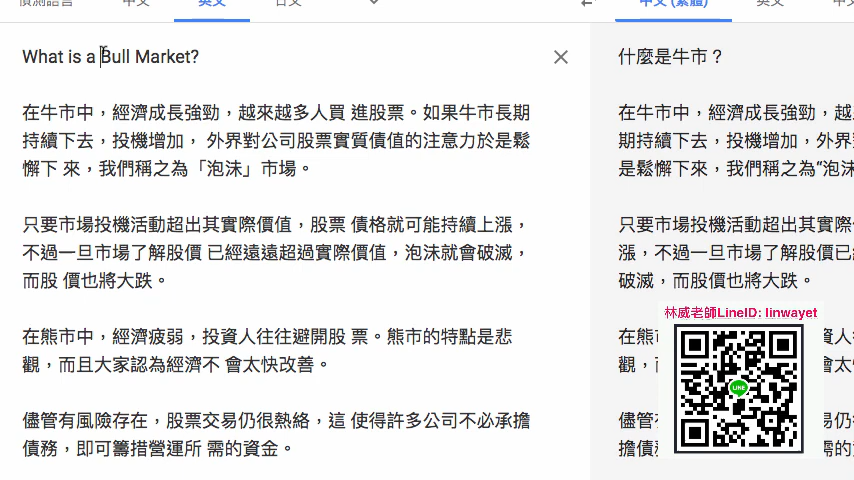 偵測語言 中文 英文 日文 中文 (繁體) 英文 中文
What is a Bull Market?
在牛市中，經濟成長強勁，越來越多人買 進股票。如果牛市長期
持續下去，投機增加， 外界對公司股票實質債值的注意力於是鬆
懈下 來，我們稱之為「泡沫」市場。
只要市場投機活動超出其實際價值，股票 債格就可能持續上漲，
不過一旦市場了解股價 已經遠遠超過實際價值，泡沫就會破滅，
而股 價也將大跌。
在熊市中，經濟疲弱，投資人往往避開股 票。熊市的特點是悲
觀，而且大家認為經濟不 會太快改善。
儘管有風險存在，股票交易仍很熱絡，這 使得許多公司不必承擔
債務，即可籌措營運所 需的資金。
什麼是牛市？
在牛市中，經濟成長強勁，越
期持續下去，投機增加，外界
是鬆懈下來，我們稱之為“泡沫
只要市場投機活動超出其實際
漲，不過一旦市場了解股價已
破滅，而股價也將大跌。
林威老師LineID: linwayet
在熊 資人
觀，而 會太
儘管 易仍
擔債 需的
LINE